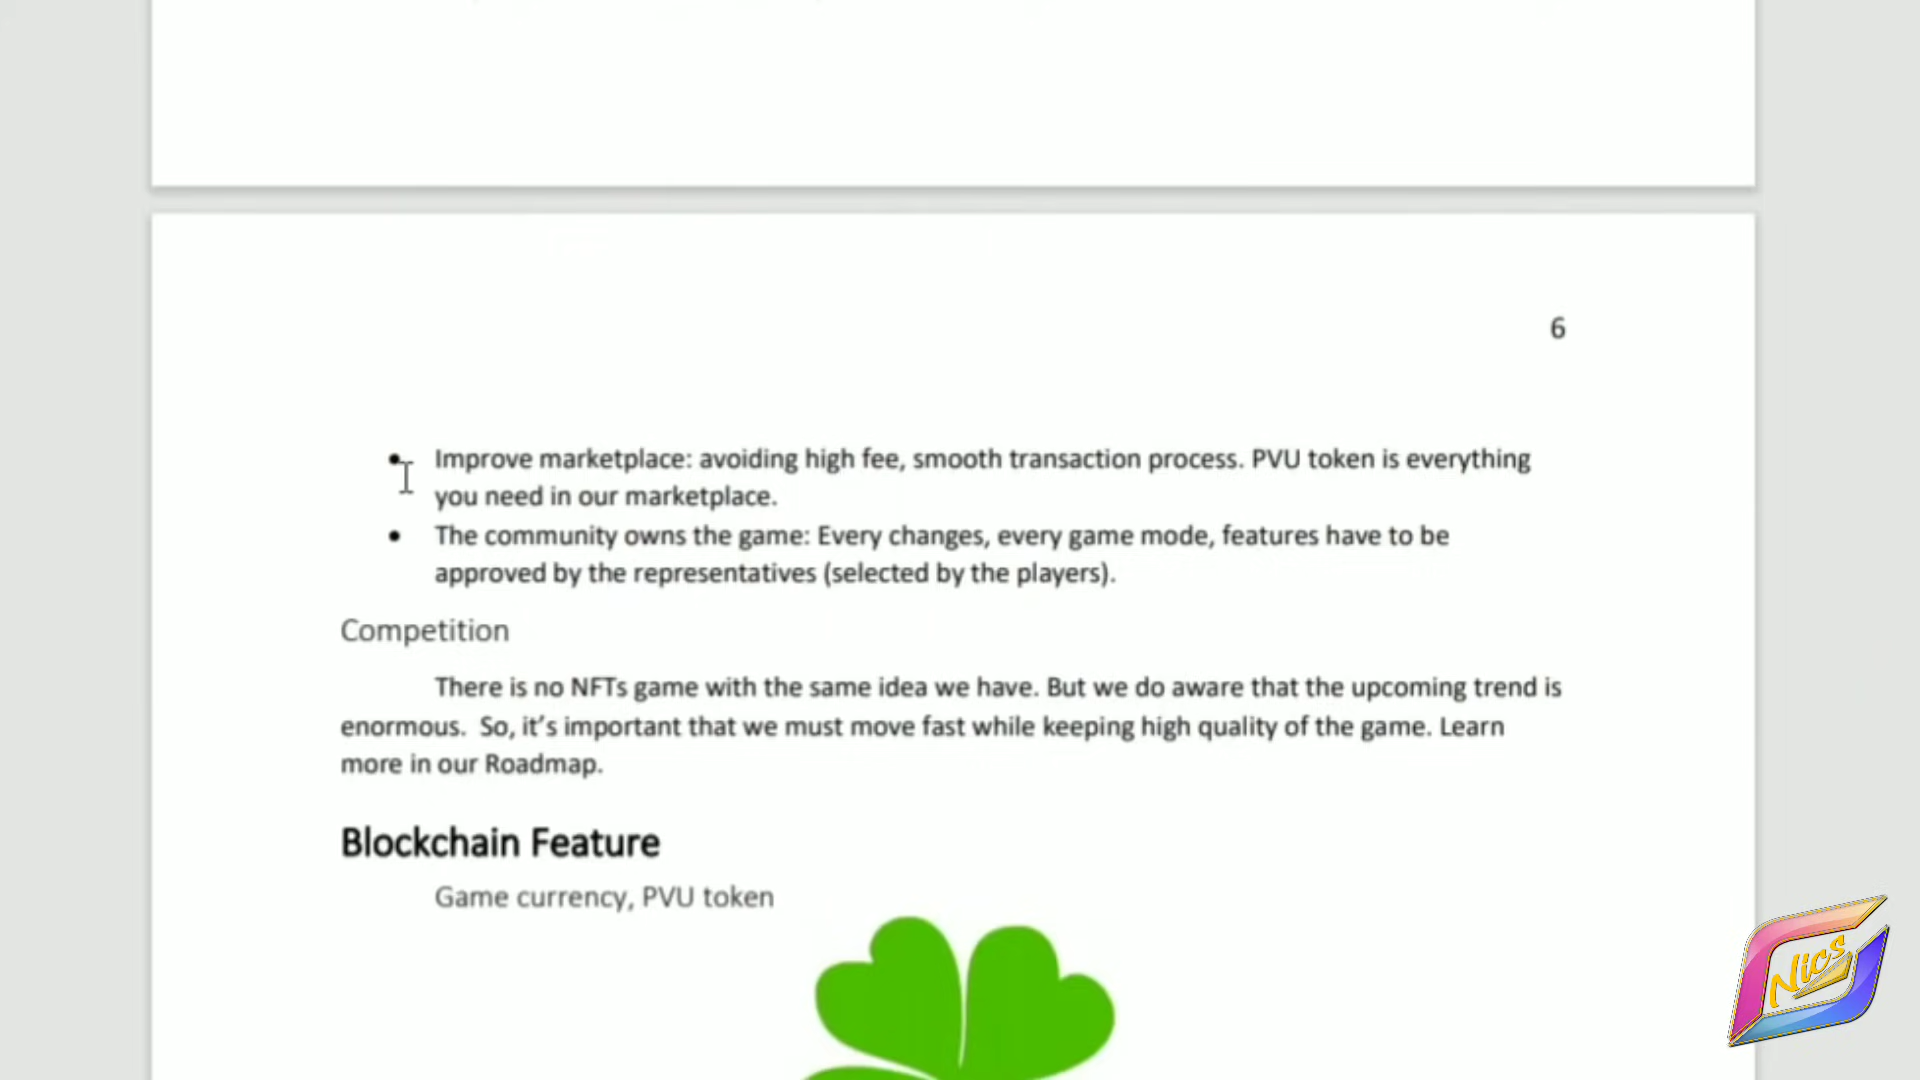 6
• Improve marketplace: avoiding high fee, smooth transaction process. PVU token is everything
you need in our marketplace.
• The community owns the game: Every changes, every game mode, features have to be
approved by the representatives (selected by the players).
Competition
There is no NFTs game with the same idea we have. But we do aware that the upcoming trend is
enormous.  So, it’s important that we must move fast while keeping high quality of the game. Learn
more in our Roadmap.
Blockchain Feature
Game currency, PVU token
Nics